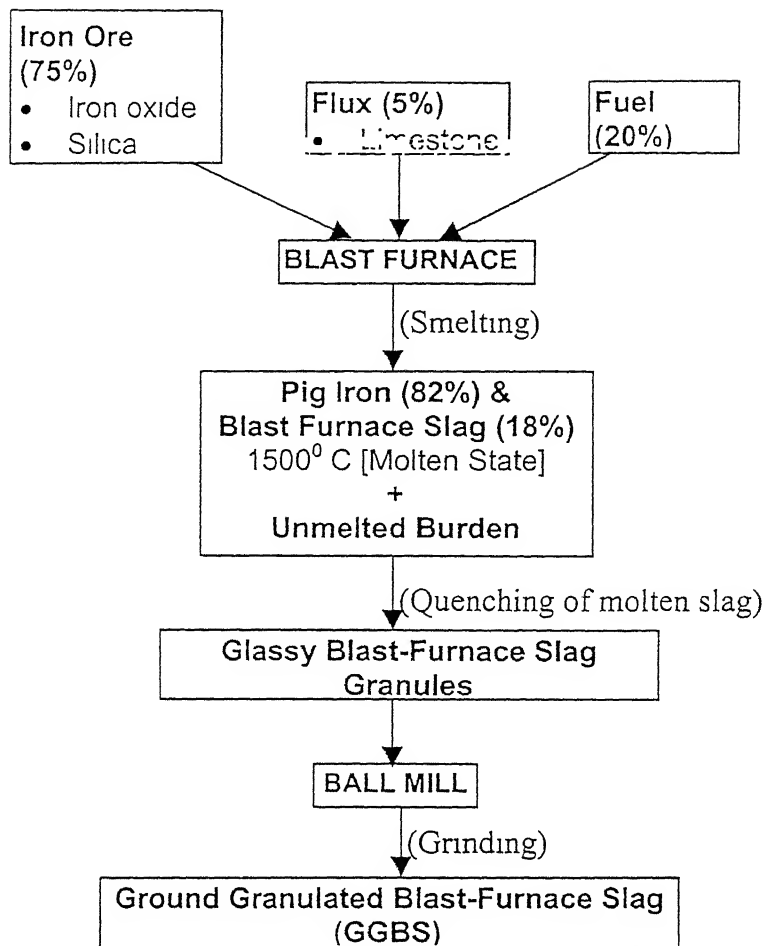 Iron Ore
(75%)
• Iron oxide
• Silica
Flux (5%)
• Limestone
Fuel
(20%)
BLAST FURNACE
(Smelting)
Pig Iron (82%) &
Blast Furnace Slag (18%)
1500⁰ C [Molten State]
+
Unmelted Burden
(Quenching of molten slag)
Glassy Blast-Furnace Slag
Granules
BALL MILL
(Grinding)
Ground Granulated Blast-Furnace Slag
(GGBS)